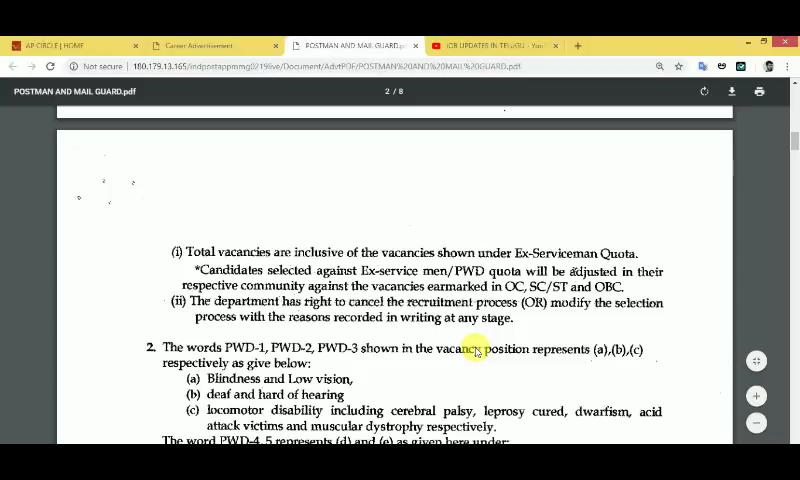 AP CIRCLE | HOME
Career Advertisement
POSTMAN AND MAIL GUARD.p
JOB UPDATES IN TELUGU - YouT
Not secure | 180.179.13.165/indpostappmmg0219live/Document/AdvtPDF/POSTMAN%20AND%20MAIL%20GUARD.pdf
POSTMAN AND MAIL GUARD.pdf
2 / 8
(i) Total vacancies are inclusive of the vacancies shown under Ex-Serviceman Quota.
*Candidates selected against Ex-service men/PWD quota will be adjusted in their
respective community against the vacancies earmarked in OC, SC/ST and OBC.
(ii) The department has right to cancel the recruitment process (OR) modify the selection
process with the reasons recorded in writing at any stage.
2. The words PWD-1, PWD-2, PWD-3 shown in the vacancy position represents (a),(b),(c)
respectively as give below:
(a) Blindness and Low vision,
(b) deaf and hard of hearing
(c) locomotor disability including cerebral palsy, leprosy cured, dwarfism, acid
attack victims and muscular dystrophy respectively.
The word PWD-4, 5 represents (d) and (e) as given here under: